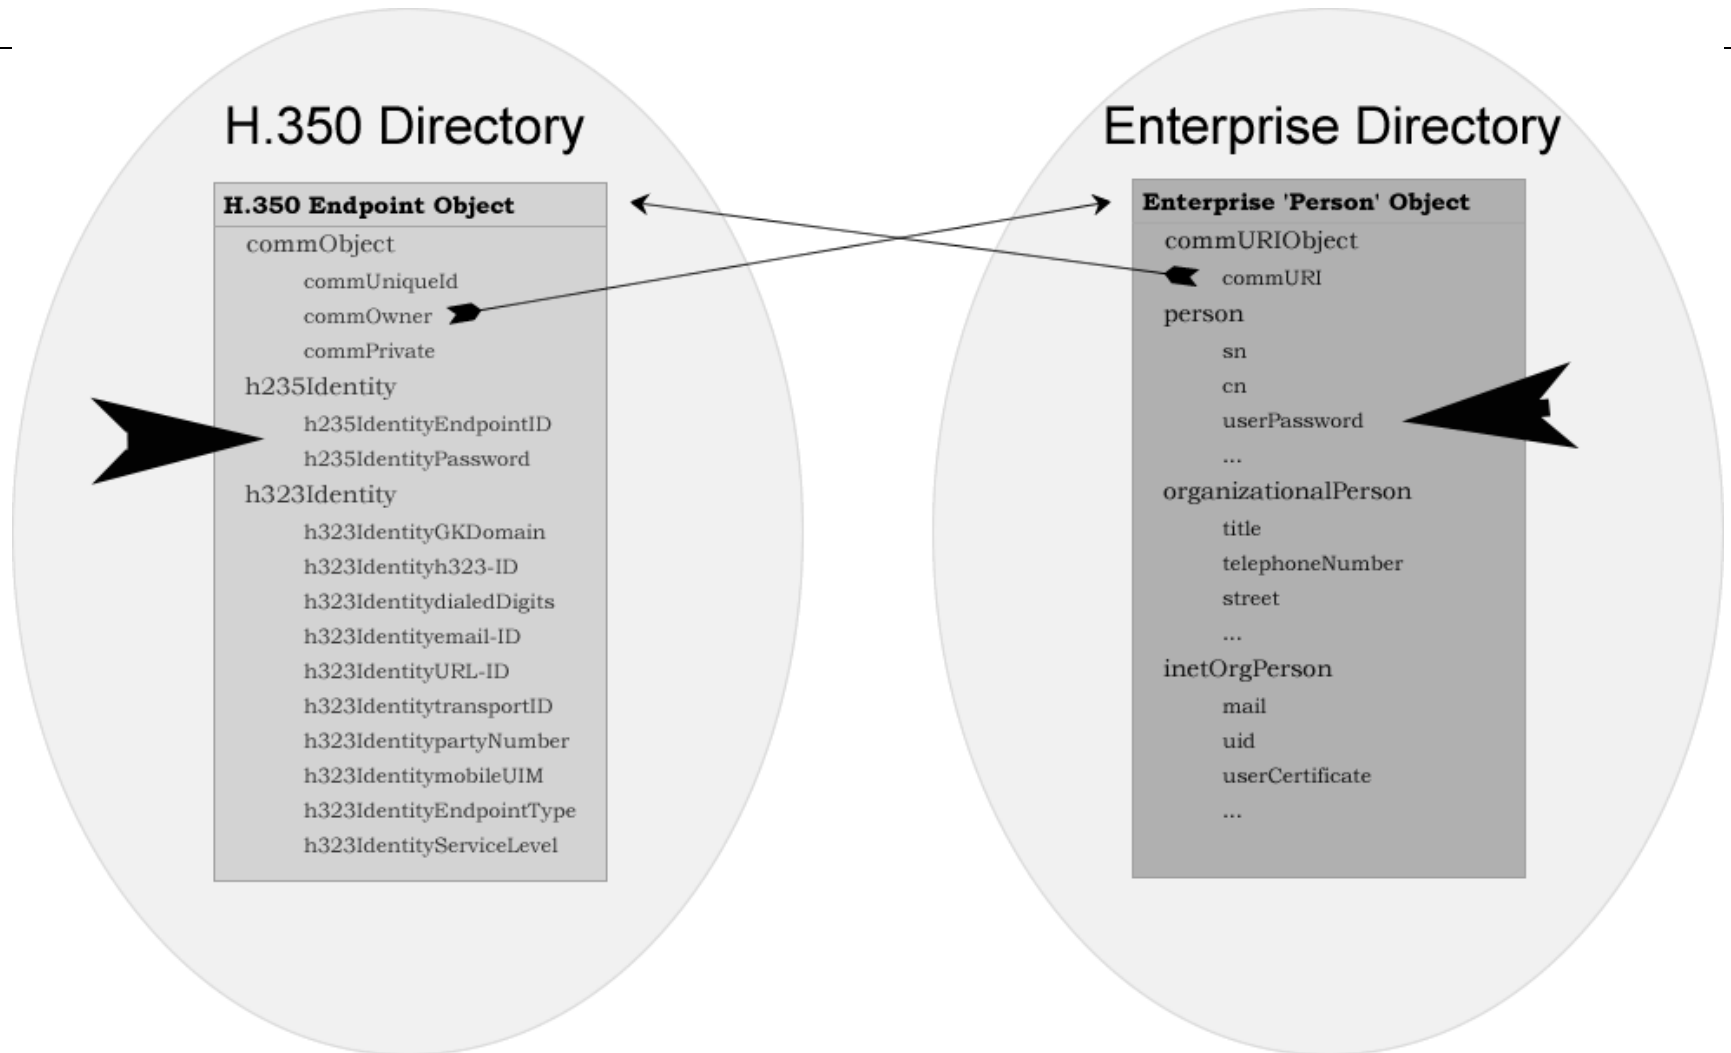 H.350 Directory
H.350 Endpoint Object
commObject
commUniqueId
commOwner
commPrivate
h235Identity
h235IdentityEndpointID
h235IdentityPassword
h323Identity
h323IdentityGKDomain
h323Identityh323-ID
h323IdentitydialedDigits
h323Identityemail-ID
h323IdentityURL-ID
h323IdentitytransportID
h323IdentitypartyNumber
h323IdentitymobileUIM
h323IdentityEndpointType
h323IdentityServiceLevel
Enterprise Directory
Enterprise 'Person' Object
commURIObject
commURI
person
sn
cn
userPassword
...
organizationalPerson
title
telephoneNumber
street
...
inetOrgPerson
mail
uid
userCertificate
...